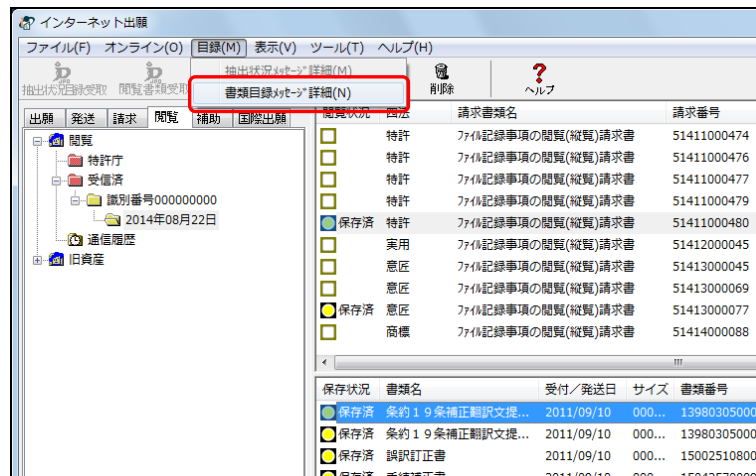 インターネット出願
ファイル(F) オンライン(O) 目録(M) 表示(V) ツール(T) ヘルプ(H)
抽出状況ﾒｯｾｰｼﾞ詳細(M)
書類目録ﾒｯｾｰｼﾞ詳細(N)
抽出状況目録受取 閲覧書類受取 削除 ヘルプ
出願 発送 請求 閲覧 補助 国際出願
閲覧
特許庁
受信済
識別番号000000000
2014年08月22日
通信履歴
旧資産
閲覧状況 四法 請求書類名 請求番号
特許 ﾌｧｲﾙ記録事項の閲覧(縦覧)請求書 51411000474
特許 ﾌｧｲﾙ記録事項の閲覧(縦覧)請求書 51411000476
特許 ﾌｧｲﾙ記録事項の閲覧(縦覧)請求書 51411000477
特許 ﾌｧｲﾙ記録事項の閲覧(縦覧)請求書 51411000479
保存済 特許 ﾌｧｲﾙ記録事項の閲覧(縦覧)請求書 51411000480
実用 ﾌｧｲﾙ記録事項の閲覧(縦覧)請求書 51412000045
意匠 ﾌｧｲﾙ記録事項の閲覧(縦覧)請求書 51413000045
意匠 ﾌｧｲﾙ記録事項の閲覧(縦覧)請求書 51413000069
保存済 意匠 ﾌｧｲﾙ記録事項の閲覧(縦覧)請求書 51413000077
商標 ﾌｧｲﾙ記録事項の閲覧(縦覧)請求書 51414000088
保存状況 書類名 受付／発送日 サイズ 書類番号
保存済 条約１９条補正翻訳文提... 2011/09/10 000... 13980305000
保存済 条約１９条補正翻訳文提... 2011/09/10 000... 13980305000
保存済 誤訳訂正書 2011/09/10 000... 15002510800